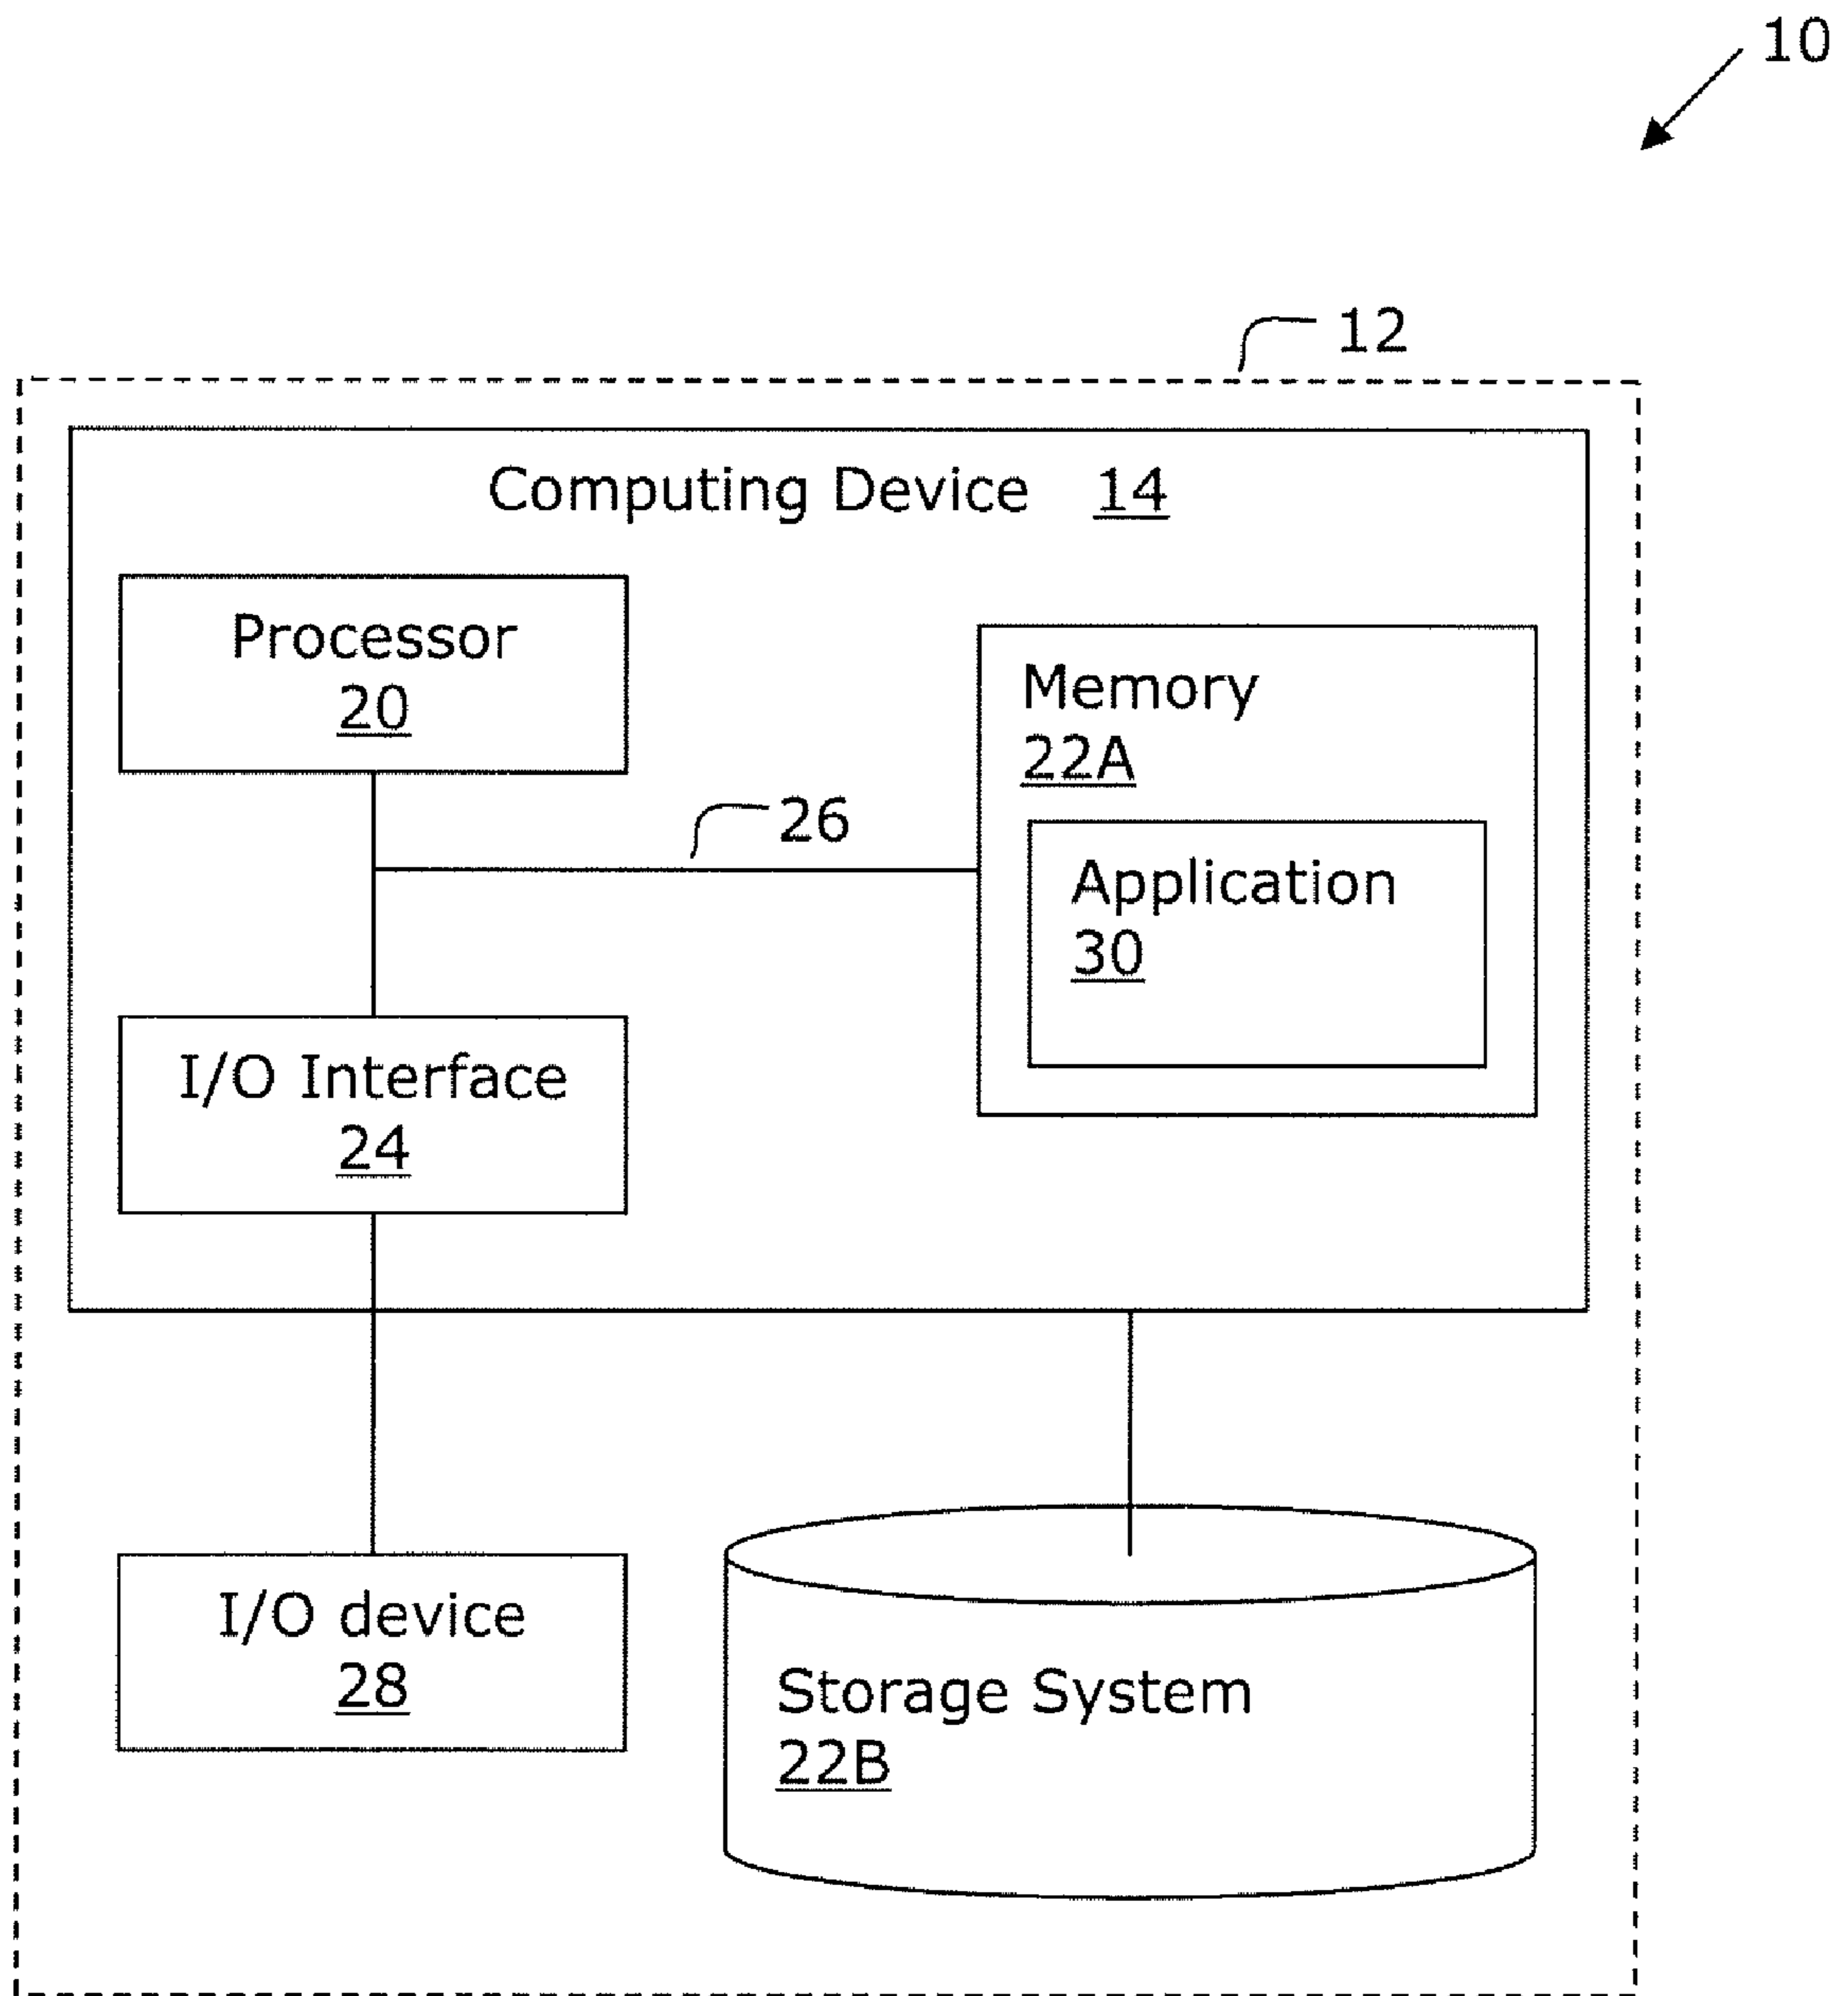 10
12
Computing Device 14
Processor
20
Memory
22A
26
Application
30
I/O Interface
24
I/O device
28
Storage System
22B